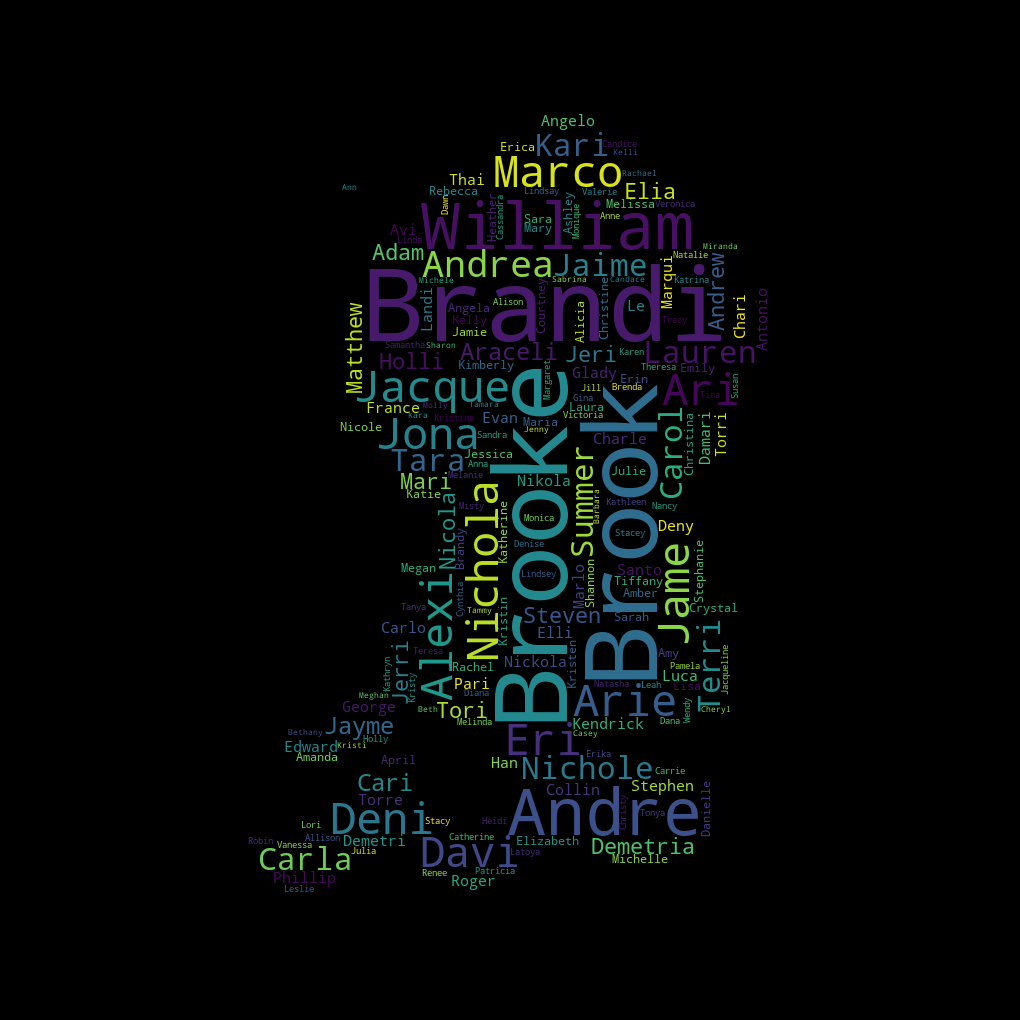 Angelo
Erica
Kari
Candice
Kelli
Marco
Thai
Rachael
Ann
Rebecca
Lindsay
Valerie
Elia
Dawn
Heather
Cassandra
Ashley
Monique
Melissa
Veronica
William
Sara
Mary
Anne
Avi
Linda
Adam
Andrea
Jaime
Miranda
Natalie
Andrew
Marqui
Brandi
Michele
Sabrina
Candace
Katrina
Landi
Angela
Alison
Courtney
Christine
Le
Chari
Antonio
Matthew
Kelly
Jamie
Alicia
Tracy
Samantha
Sharon
Holli
Araceli
Jeri
Karen
Lauren
Kimberly
Margaret
Glady
Erin
Theresa
Emily
Susan
Jacque
Jill
Brenda
Ari
Tina
France
Molly
Tamara
Gina
Laura
Kara
Kristina
Evan
Maria
Victoria
Nicole
Jona
Sandra
Jenny
Charle
Carol
Christina
Damari
Torri
Tara
Jessica
Anna
Brooke
Brook
Summer
Julie
Mari
Melanie
Nikola
Katie
Nichola
Kathleen
Nancy
Misty
Nicola
Katherine
Monica
Barbara
Deny
Brandy
Denise
Stacey
Megan
Alexi
Lindsey
Marlo
Shannon
Santo
Jame
Stephanie
Tiffany
Tanya
Cynthia
Tammy
Kristin
Amber
Crystal
Carlo
Steven
Sarah
Elli
Terri
Teresa
Kathryn
Jerri
Kristy
Rachel
Nickola
Kristen
Amy
Pamela
Jacqueline
Luca
Pari
Natasha
Leah
Lisa
Meghan
Diana
Arie
George
Beth
Tori
Wendy
Cheryl
Melinda
Kendrick
Dana
Jayme
Bethany
Holly
Eri
Casey
Edward
Kristi
Amanda
April
Han
Erika
Nichole
Carrie
Cari
Collin
Stephen
Torre
Andre
Christy
Tonya
Danielle
Deni
Stacy
Heidi
Lori
Robin
Allison
Demetri
Catherine
Elizabeth
Demetria
Vanessa
Julia
Davi
Latoya
Carla
Michelle
Renee
Patricia
Phillip
Roger
Leslie